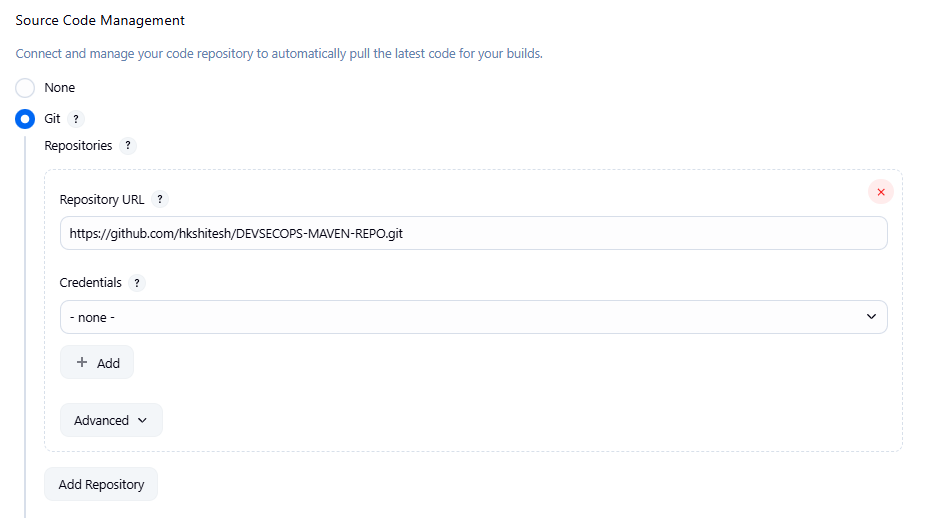 Source Code Management
Connect and manage your code repository to automatically pull the latest code for your builds.
None
Git ?
Repositories ?
Repository URL ?
https://github.com/hkshitesh/DEVSECOPS-MAVEN-REPO.git
Credentials ?
- none -
+ Add
Advanced
Add Repository